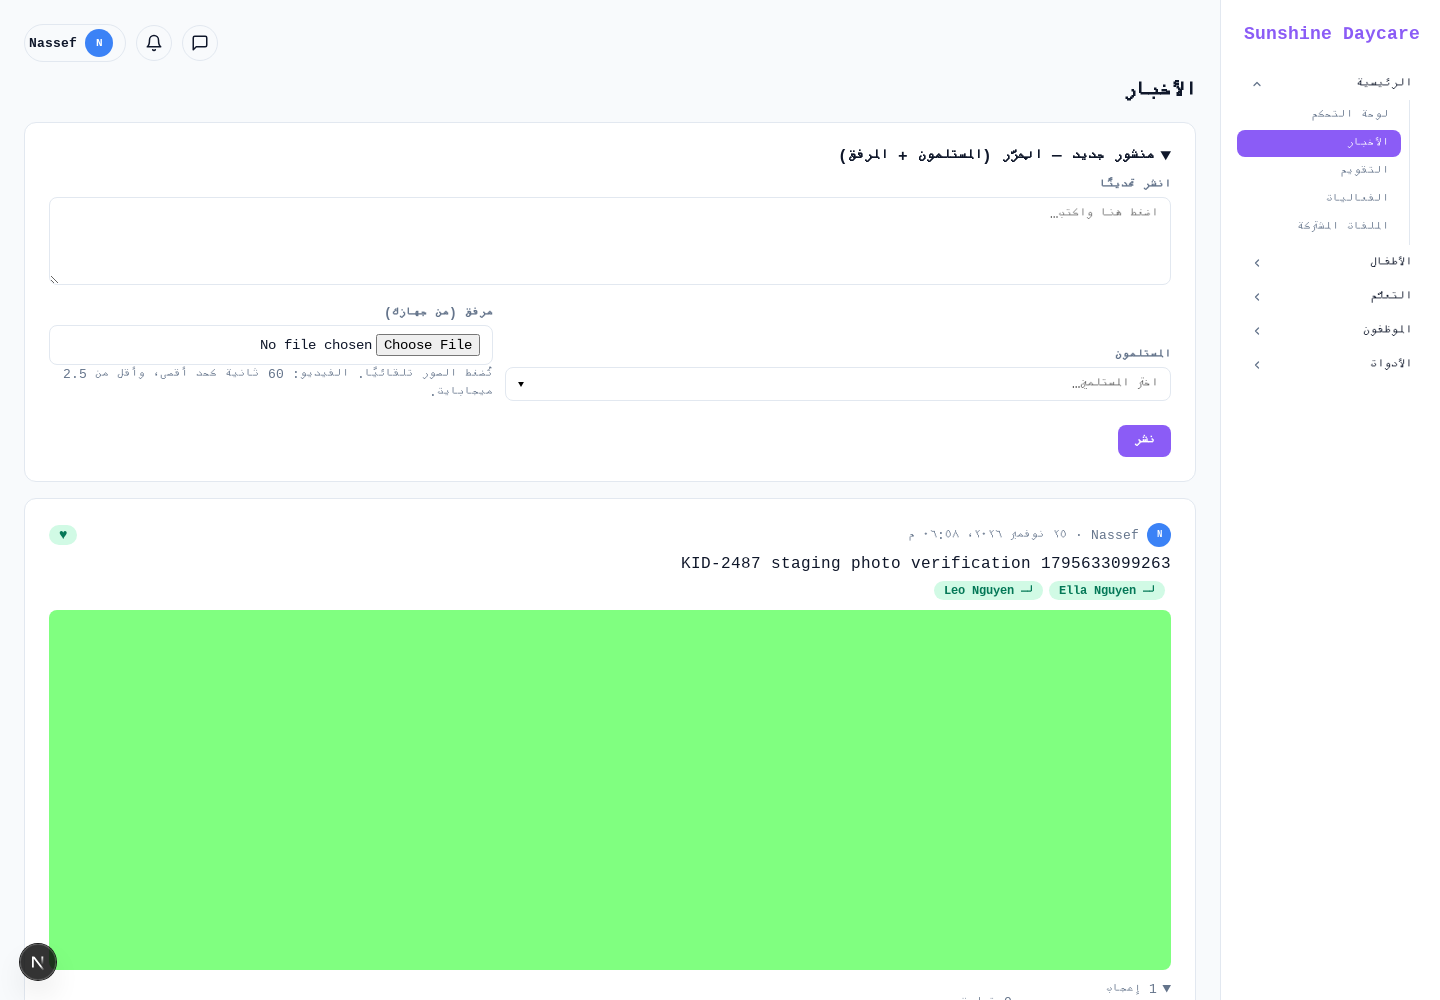 Sunshine Daycare
الرئيسية
لوحة التحكم
الأخبار
التقويم
الفعاليات
الملفات المشتركة
الأطفال
التعلّم
الموظفون
الأدوات
Nassef N
الأخبار
▼ منشور جديد — المحرّر (المستلمون + المرفق)
انشر تحديثًا
اضغط هنا واكتب…
المستلمون
اختر المستلمين…
مرفق (من جهازك)
Choose File No file chosen
تُضغط الصور تلقائيًا. الفيديو: 60 ثانية كحد أقصى، وأقل من 2.5
ميجابايت.
نشر
N Nassef · ٢٥ نوفمبر ٢٠٢٦، ٠٦:٥٨ م
♥
KID-2487 staging photo verification 1795633099263
لـ Ella Nguyen لـ Leo Nguyen
▼ 1 إعجاب
N